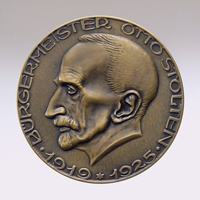 BÜRGERMEISTER OTTO STOLTEN
· 1919 * 1925 ·